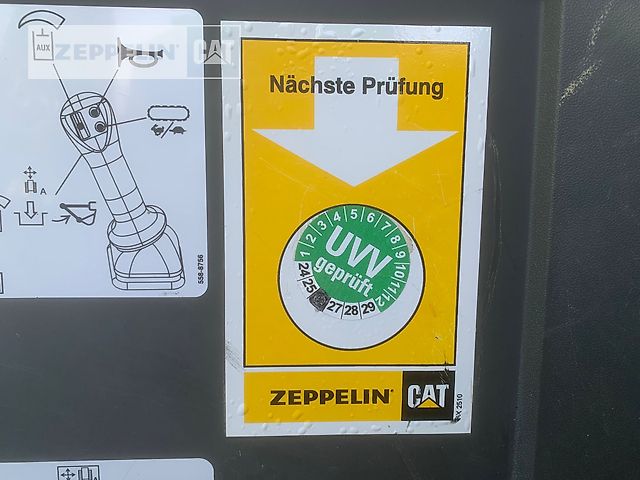 ZEPPELIN CAT
AUX
A
558-8756
Nächste Prüfung
1 2 3 4 5 6 7 8 9 10 11 12
UVV
geprüft
24 25 27 28 29
ZEPPELIN CAT
2510
A